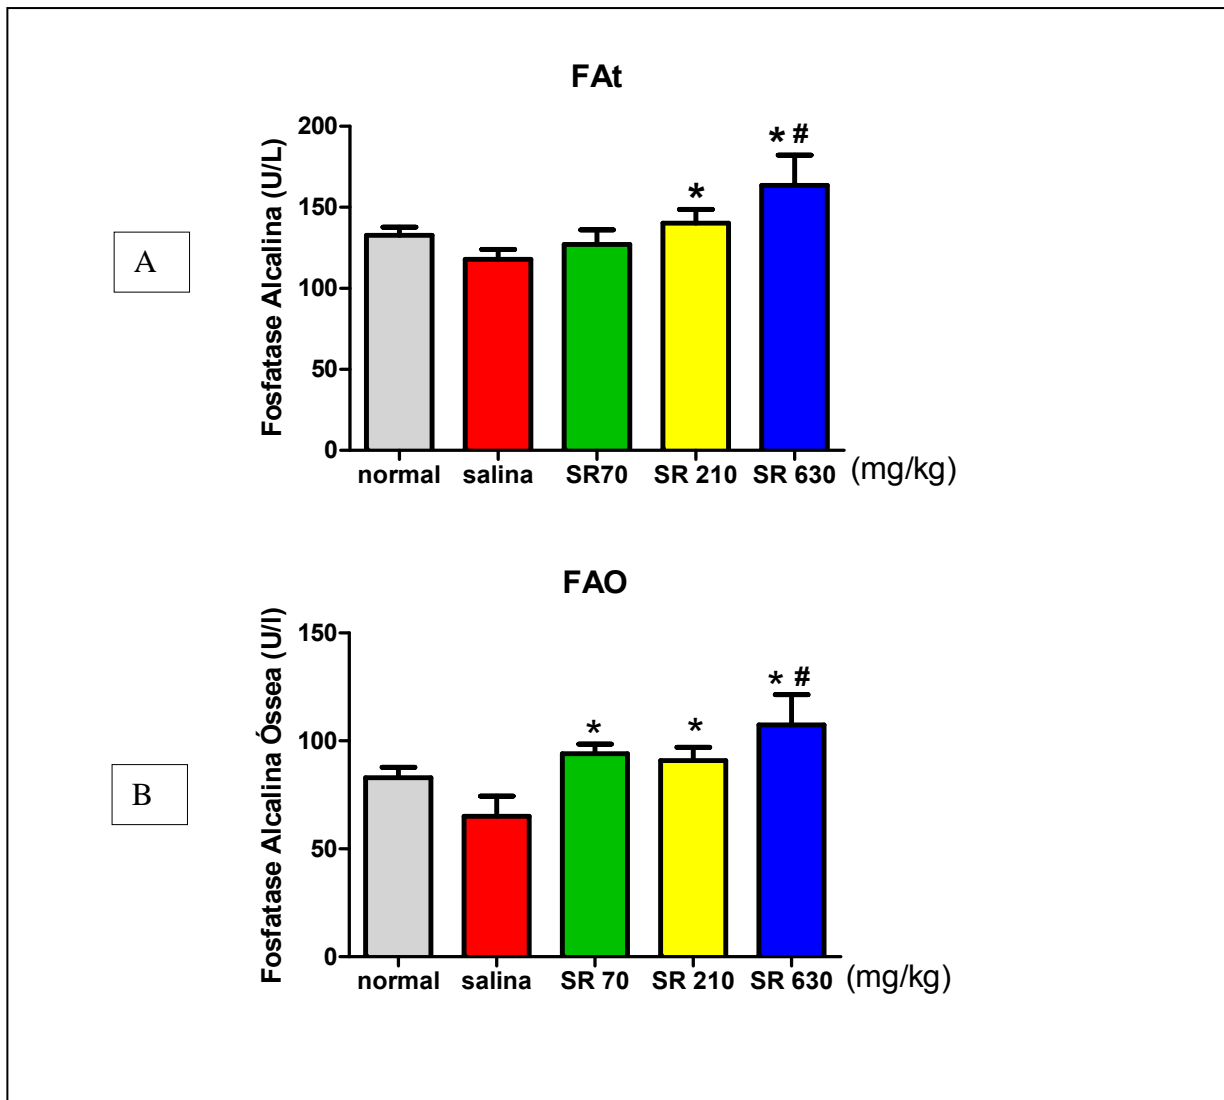 FAt
Fosfatase Alcalina (U/L)
200
150
100
50
0
* 
* #
normal salina SR70 SR 210 SR 630 (mg/kg)
A
FAO
Fosfatase Alcalina Óssea (U/l)
150
100
50
0
* 
* 
* #
normal salina SR 70 SR 210 SR 630 (mg/kg)
B